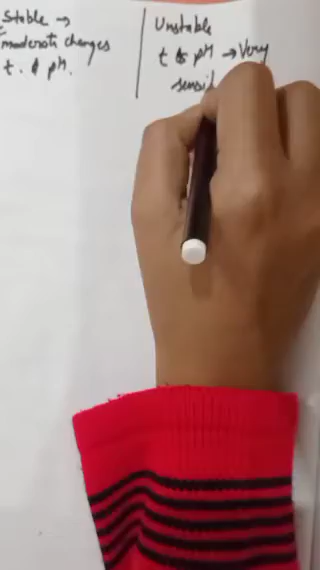 Stable →
moderate changes
t. & pH.
Unstable
t & pH → Very
sensi